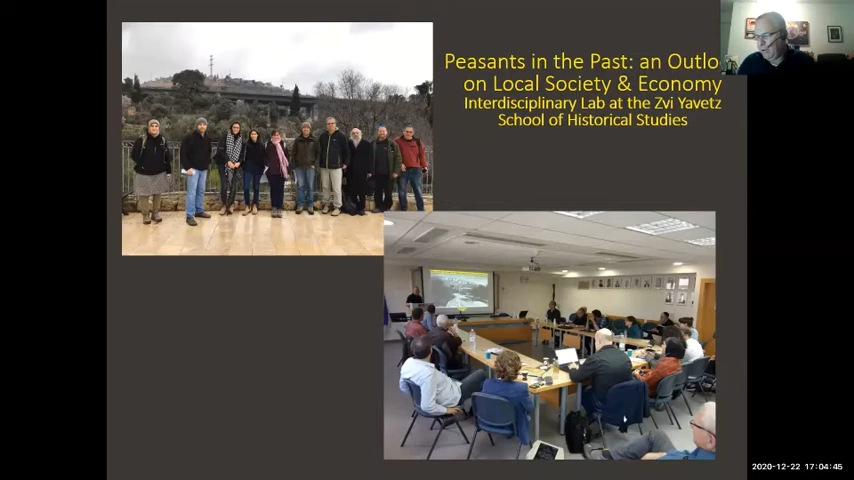 Peasants in the Past: an Outlo
on Local Society & Economy
Interdisciplinary Lab at the Zvi Yavetz
School of Historical Studies
2020-12-22 17:04:45